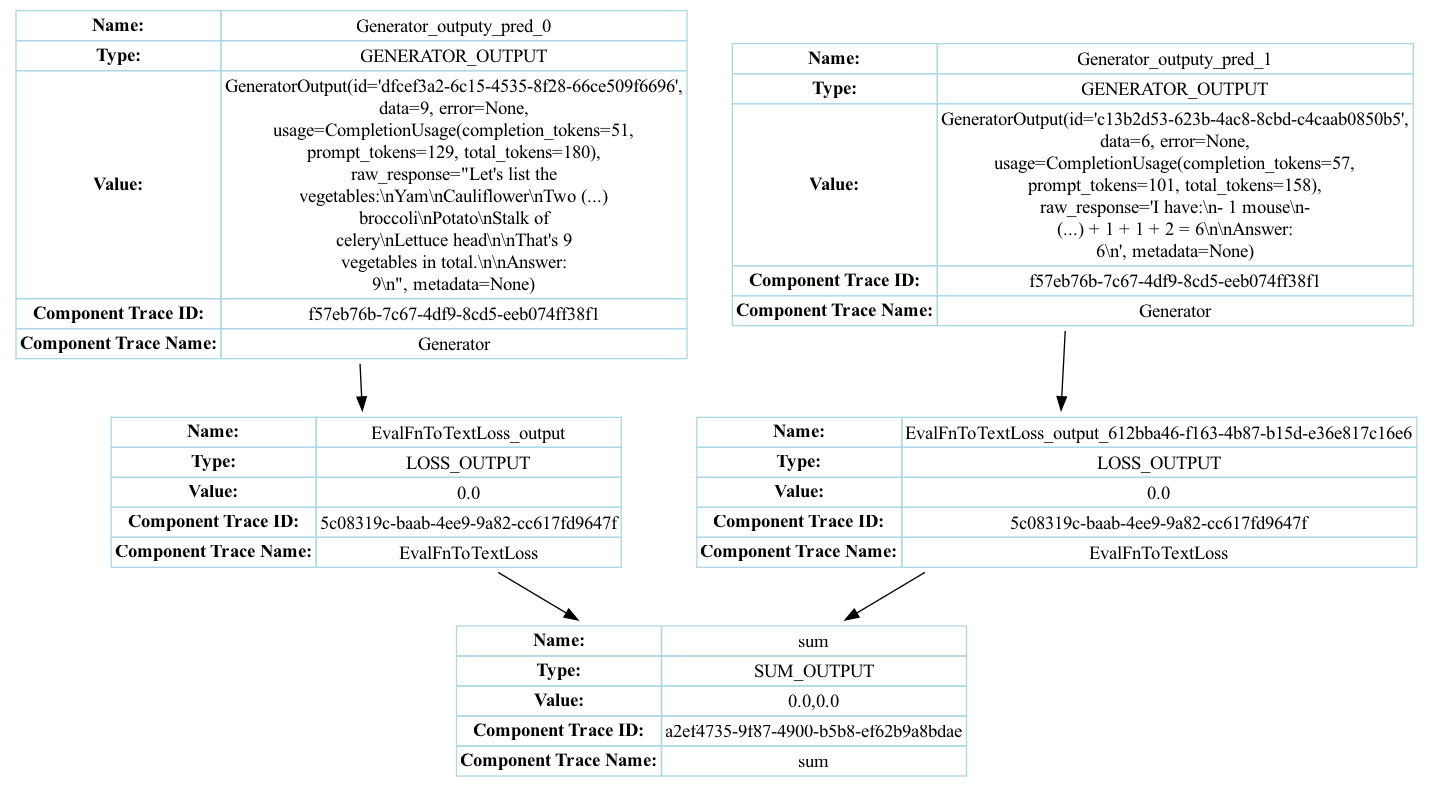 Name: Generator_outputy_pred_0
Type: GENERATOR_OUTPUT
Value: GeneratorOutput(id='dfcef3a2-6c15-4535-8f28-66ce509f6696',
data=9, error=None,
usage=CompletionUsage(completion_tokens=51,
prompt_tokens=129, total_tokens=180),
raw_response="Let's list the
vegetables:\nYam\nCauliflower\nTwo (...)
broccoli\nPotato\nStalk of
celery\nLettuce head\n\nThat's 9
vegetables in total.\n\nAnswer:
9\n", metadata=None)
Component Trace ID: f57eb76b-7c67-4df9-8cd5-eeb074ff38f1
Component Trace Name: Generator
Name: Generator_outputy_pred_1
Type: GENERATOR_OUTPUT
Value: GeneratorOutput(id='c13b2d53-623b-4ac8-8cbd-c4caab0850b5',
data=6, error=None,
usage=CompletionUsage(completion_tokens=57,
prompt_tokens=101, total_tokens=158),
raw_response='I have:\n- 1 mouse\n-
(...) + 1 + 1 + 2 = 6\n\nAnswer:
6\n', metadata=None)
Component Trace ID: f57eb76b-7c67-4df9-8cd5-eeb074ff38f1
Component Trace Name: Generator
Name: EvalFnToTextLoss_output
Type: LOSS_OUTPUT
Value: 0.0
Component Trace ID: 5c08319c-baab-4ee9-9a82-cc617fd9647f
Component Trace Name: EvalFnToTextLoss
Name: EvalFnToTextLoss_output_612bba46-f163-4b87-b15d-e36e817c16e6
Type: LOSS_OUTPUT
Value: 0.0
Component Trace ID: 5c08319c-baab-4ee9-9a82-cc617fd9647f
Component Trace Name: EvalFnToTextLoss
Name: sum
Type: SUM_OUTPUT
Value: 0.0,0.0
Component Trace ID: a2ef4735-9f87-4900-b5b8-ef62b9a8bdae
Component Trace Name: sum